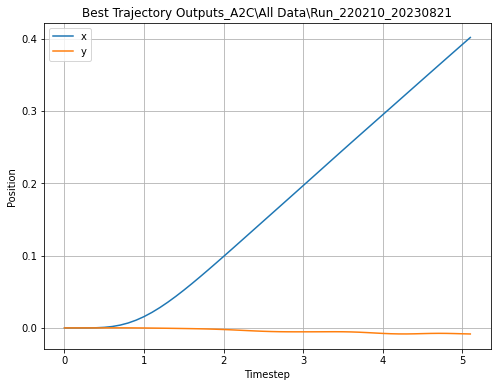 Best Trajectory Outputs_A2C\All Data\Run_220210_20230821
x
y
0.4
0.3
0.2
0.1
0.0
Position
0 1 2 3 4 5
Timestep